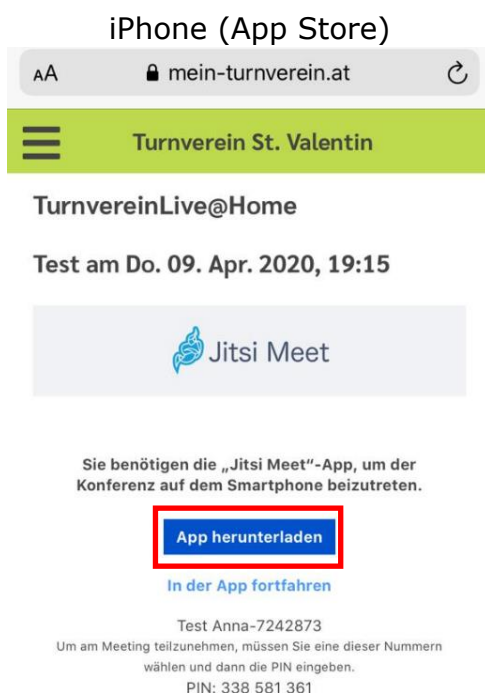 iPhone (App Store)
AA mein-turnverein.at
Turnverein St. Valentin
TurnvereinLive@Home
Test am Do. 09. Apr. 2020, 19:15
Jitsi Meet
Sie benötigen die „Jitsi Meet“-App, um der
Konferenz auf dem Smartphone beizutreten.
App herunterladen
In der App fortfahren
Test Anna-7242873
Um am Meeting teilzunehmen, müssen Sie eine dieser Nummern
wählen und dann die PIN eingeben.
PIN: 338 581 361